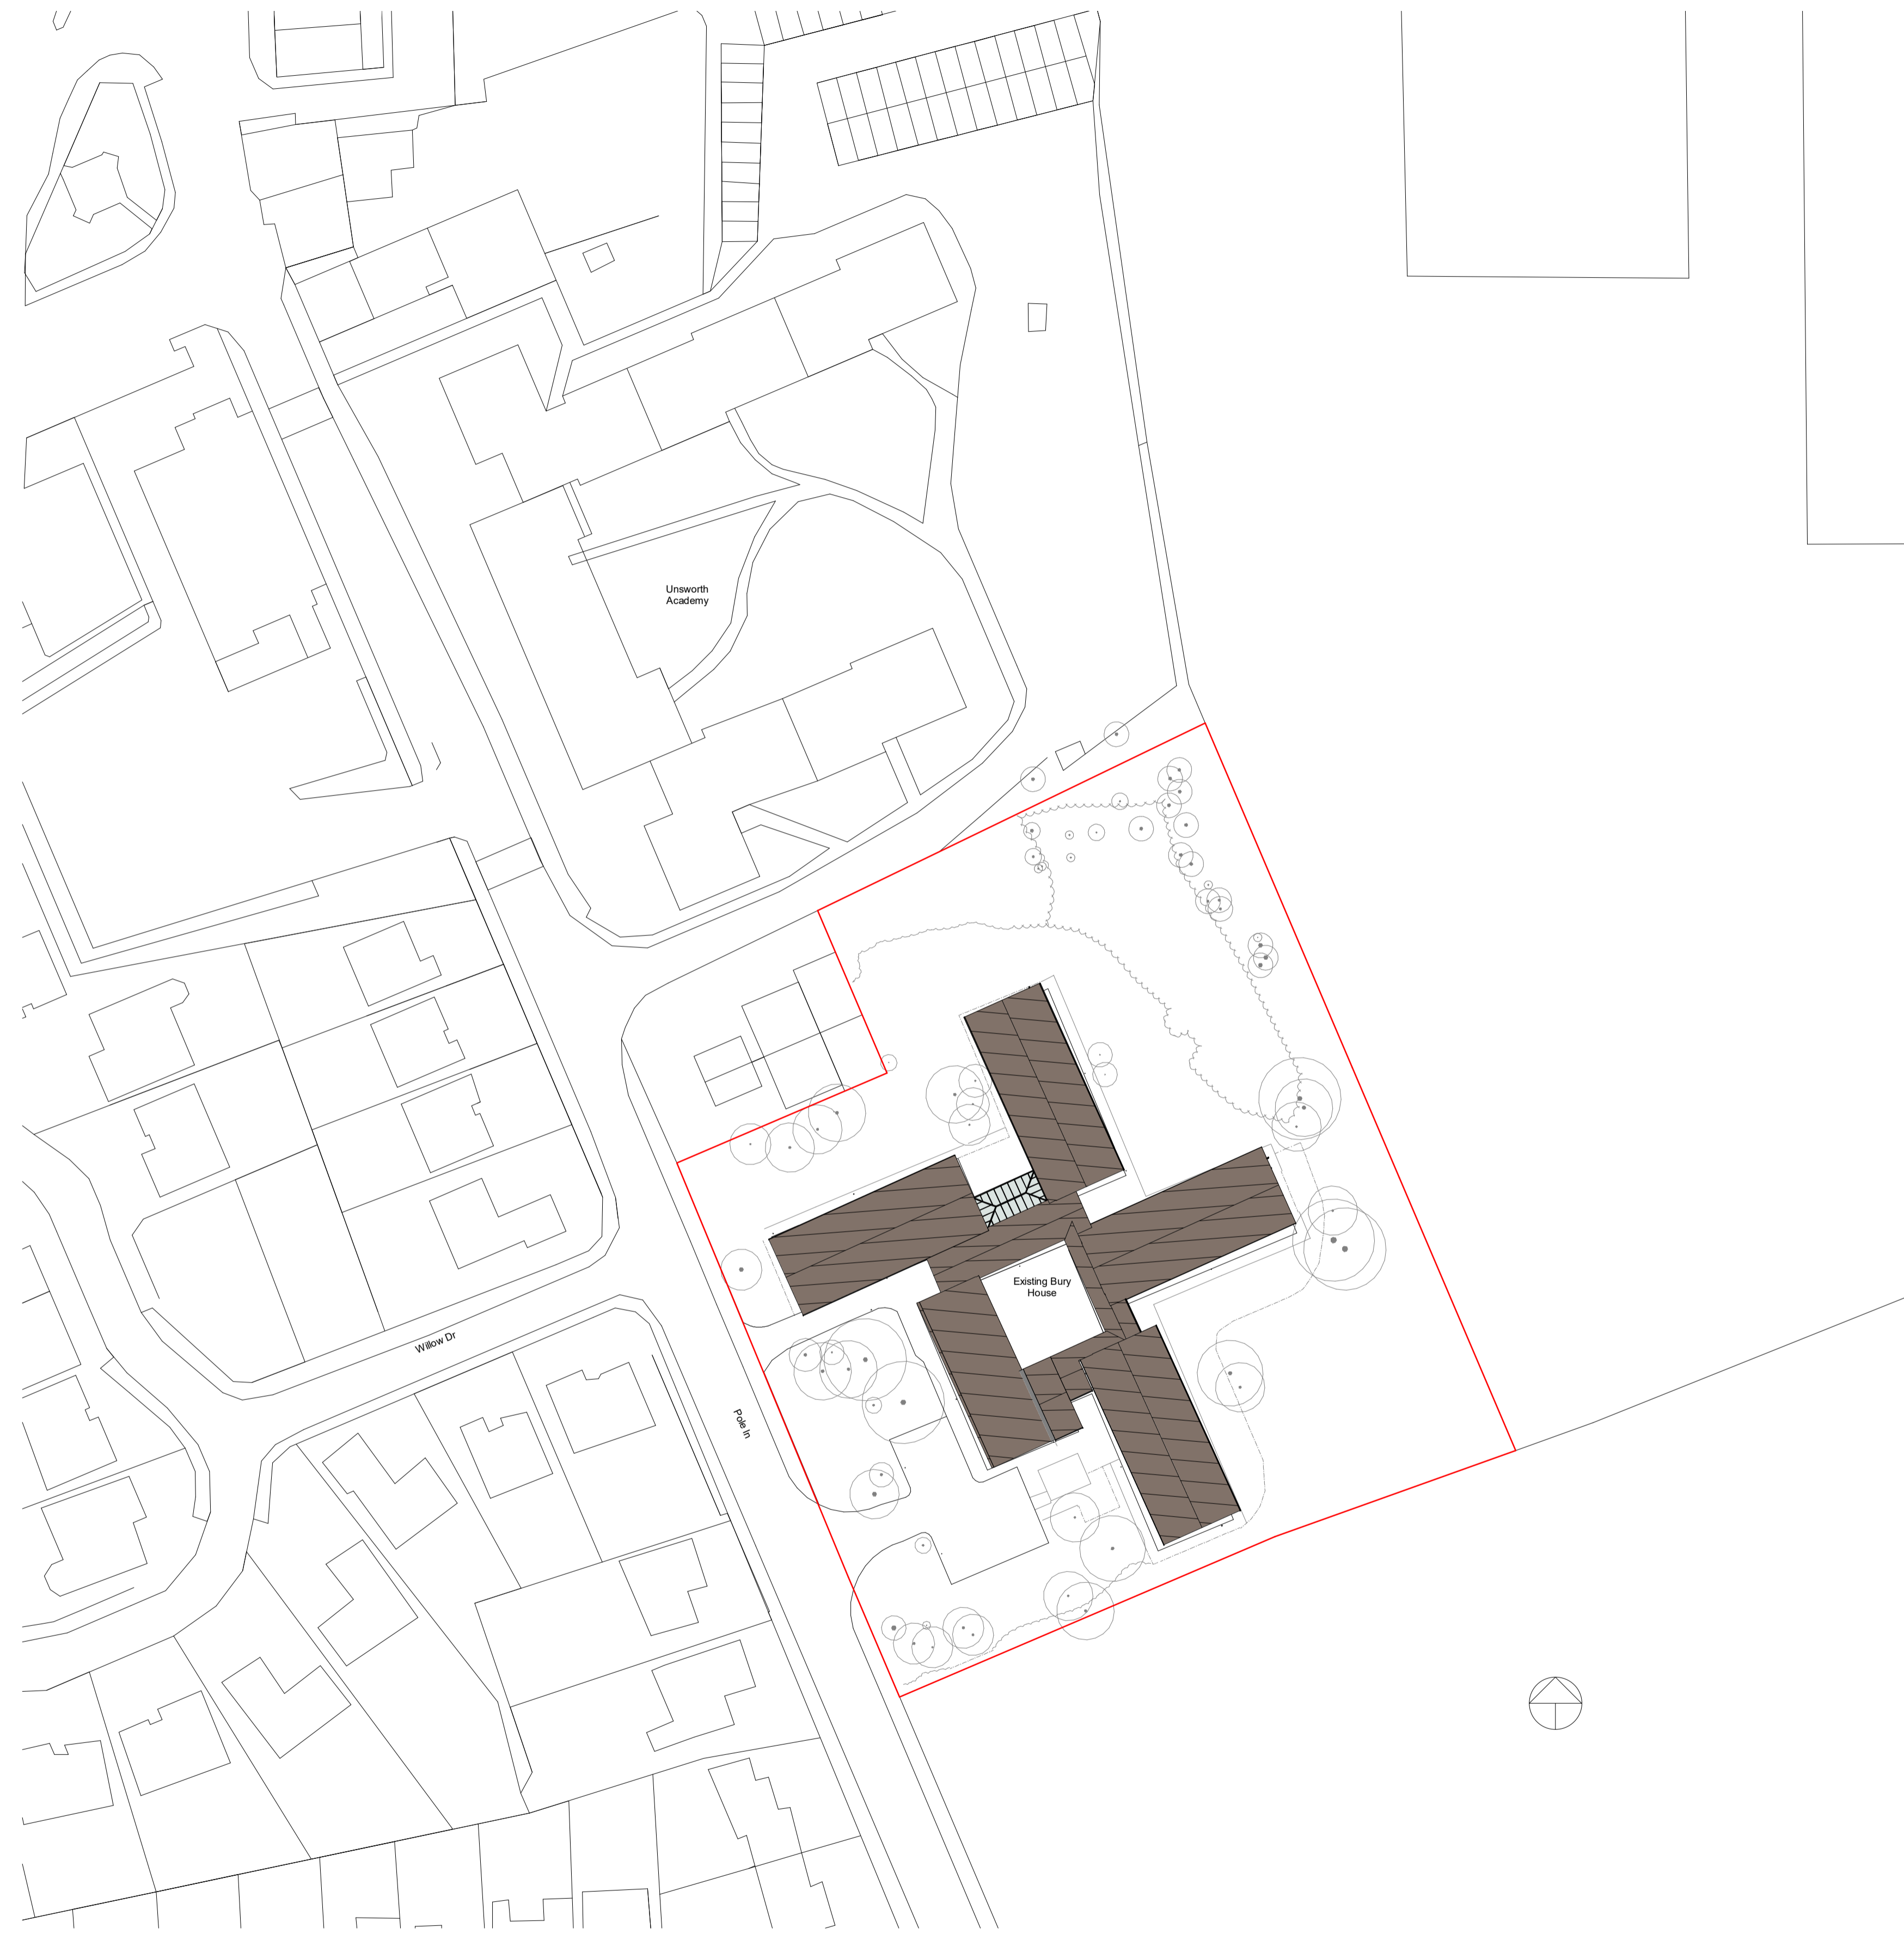 Unsworth
Academy
Existing Bury
House
Willow Dr
Pole ln